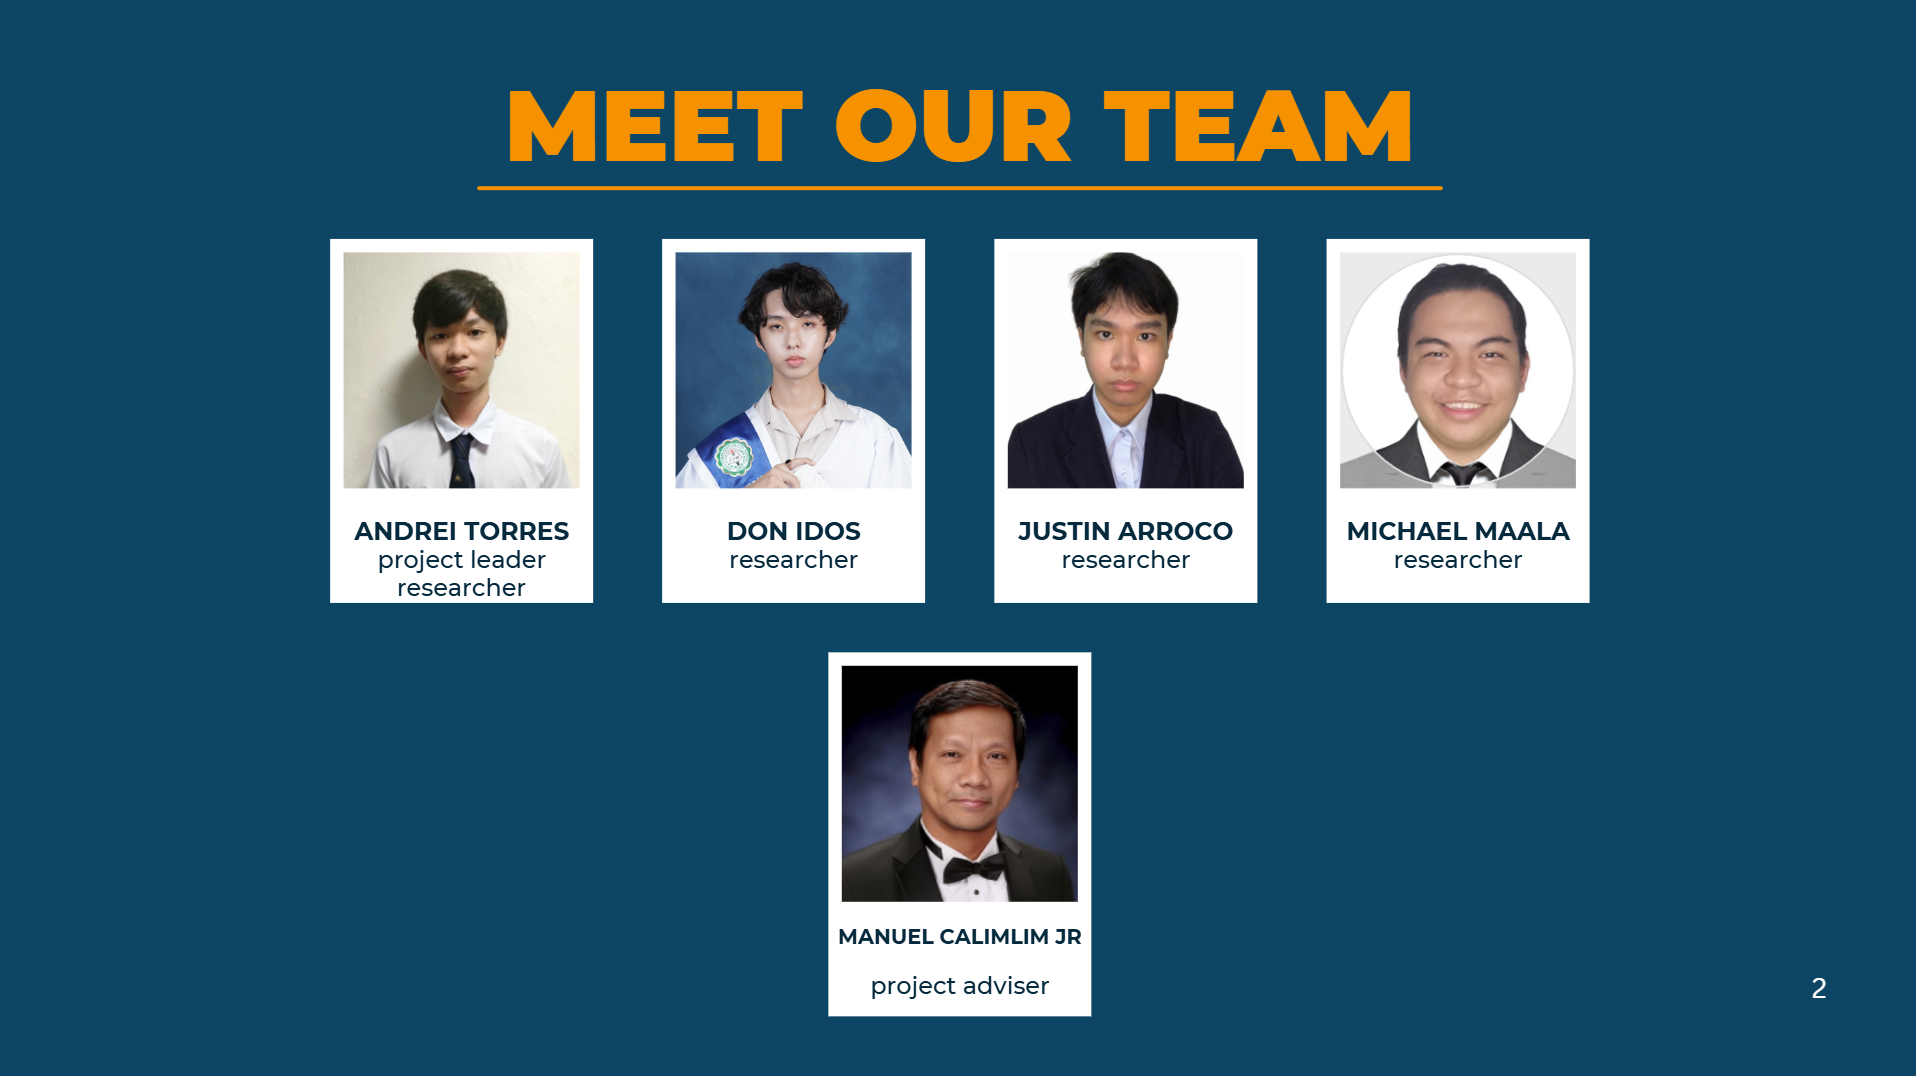 MEET OUR TEAM
ANDREI TORRES
project leader
researcher
DON IDOS
researcher
JUSTIN ARROCO
researcher
MICHAEL MAALA
researcher
MANUEL CALIMLIM JR
project adviser
2